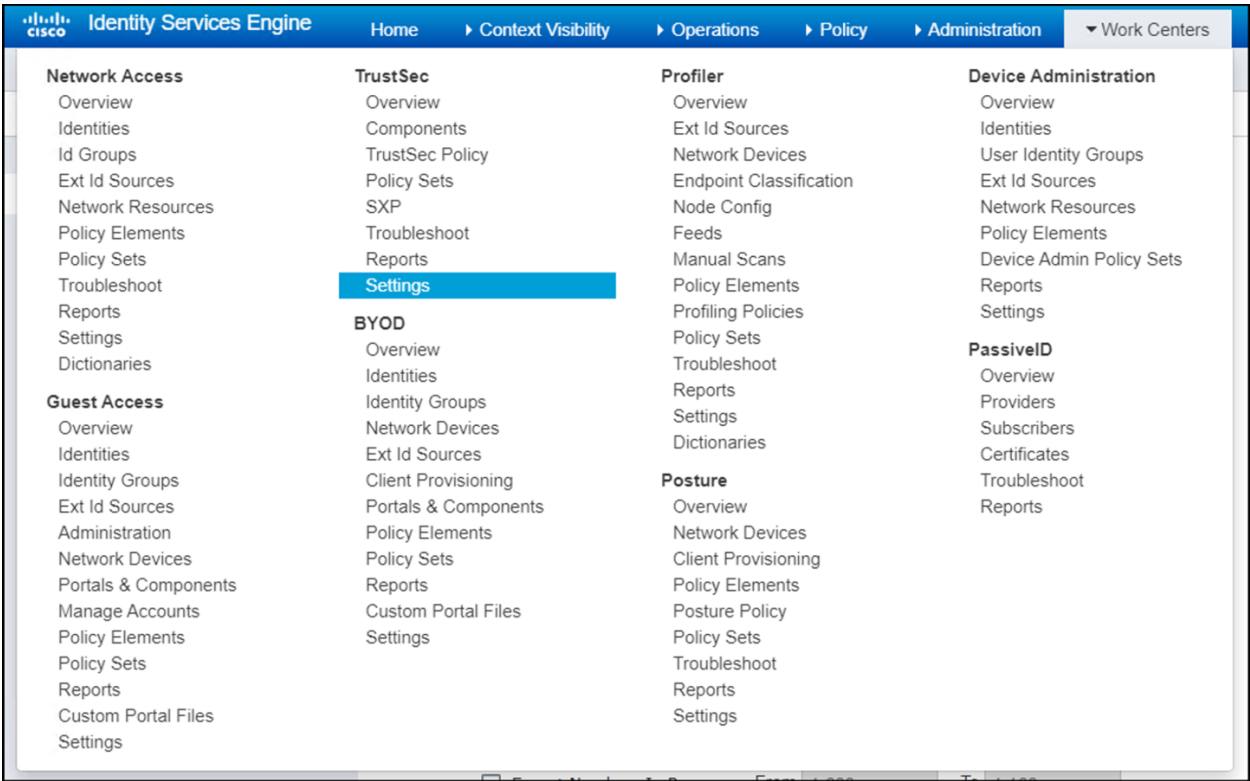 cisco Identity Services Engine Home Context Visibility Operations Policy Administration Work Centers
Network Access
Overview
Identities
Id Groups
Ext Id Sources
Network Resources
Policy Elements
Policy Sets
Troubleshoot
Reports
Settings
Dictionaries
Guest Access
Overview
Identities
Identity Groups
Ext Id Sources
Administration
Network Devices
Portals & Components
Manage Accounts
Policy Elements
Policy Sets
Reports
Custom Portal Files
Settings
TrustSec
Overview
Components
TrustSec Policy
Policy Sets
SXP
Troubleshoot
Reports
Settings
BYOD
Overview
Identities
Identity Groups
Network Devices
Ext Id Sources
Client Provisioning
Portals & Components
Policy Elements
Policy Sets
Reports
Custom Portal Files
Settings
Profiler
Overview
Ext Id Sources
Network Devices
Endpoint Classification
Node Config
Feeds
Manual Scans
Policy Elements
Profiling Policies
Policy Sets
Troubleshoot
Reports
Settings
Dictionaries
Posture
Overview
Network Devices
Client Provisioning
Policy Elements
Posture Policy
Policy Sets
Troubleshoot
Reports
Settings
Device Administration
Overview
Identities
User Identity Groups
Ext Id Sources
Network Resources
Policy Elements
Device Admin Policy Sets
Reports
Settings
PassiveID
Overview
Providers
Subscribers
Certificates
Troubleshoot
Reports